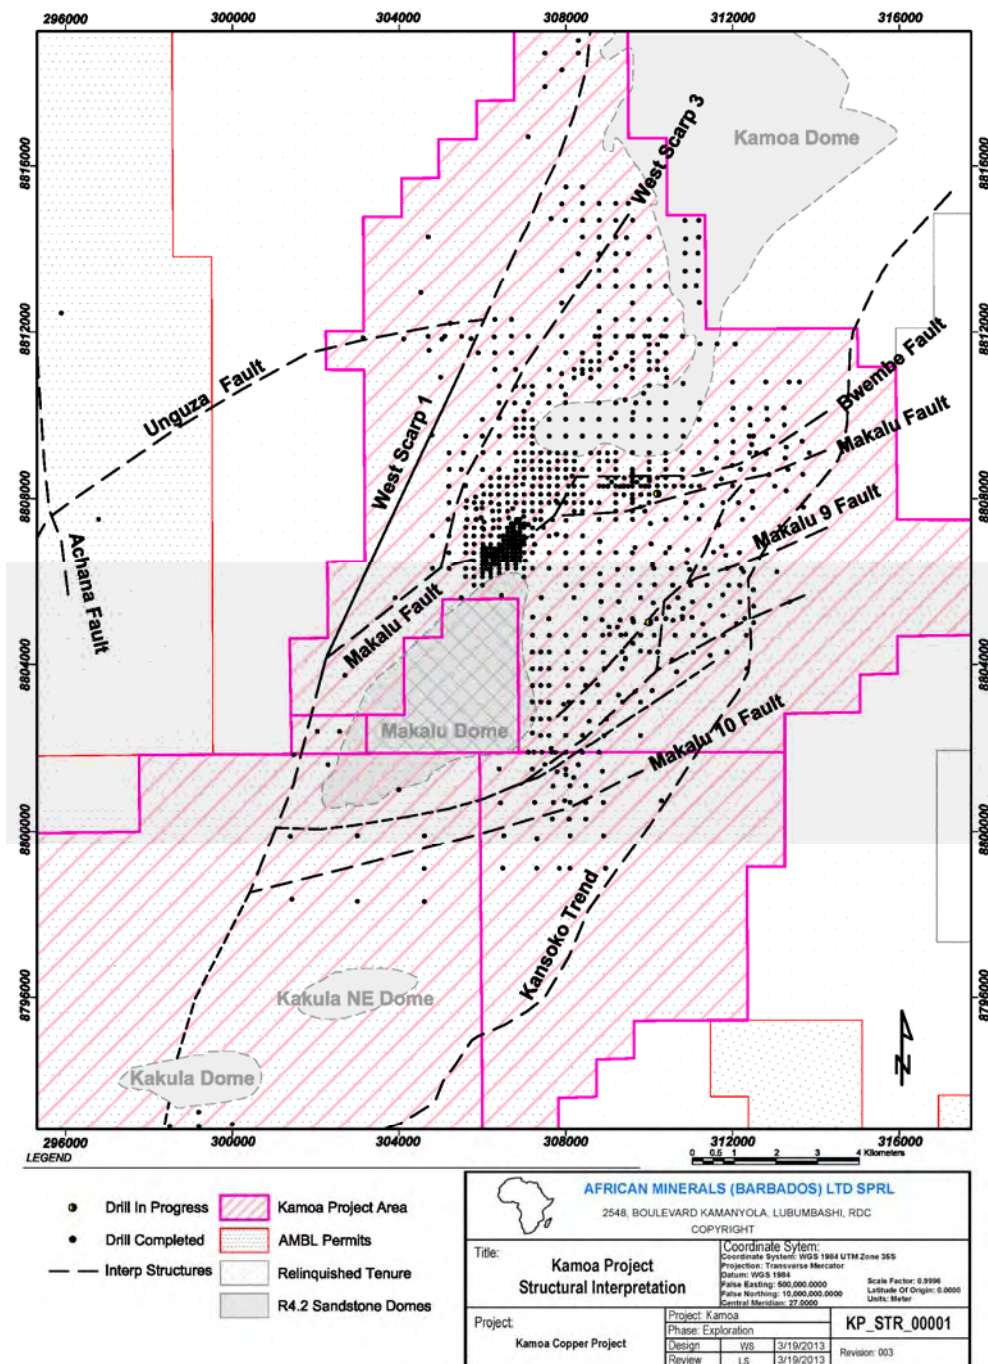 296000 300000 304000 308000 312000 316000
8816000 8816000
8812000 8812000
8808000 8808000
8804000 8804000
8800000 8800000
8796000 8796000
Kamoa Dome
West Scarp 3
Unguza Fault
West Scarp 1
Bwembe Fault
Makalu Fault
Makalu 9 Fault
Achana Fault
Makalu Fault
Makalu Dome
Makalu 10 Fault
Kansoko Trend
Kakula NE Dome
Kakula Dome
N
296000 300000 304000 308000 312000 316000
LEGEND
0 0.5 1 2 3 4 Kilometers
Drill In Progress
Drill Completed
Interp Structures
Kamoa Project Area
AMBL Permits
Relinquished Tenure
R4.2 Sandstone Domes
AFRICAN MINERALS (BARBADOS) LTD SPRL
2548, BOULEVARD KAMANYOLA, LUBUMBASHI, RDC
COPYRIGHT
Title:
Kamoa Project
Structural Interpretation
Coordinate Sytem:
Coordinate System: WGS 1984 UTM Zone 35S
Projection: Transverse Mercator
Datum: WGS 1984
False Easting: 500,000.0000
False Northing: 10,000,000.0000
Central Meridian: 27.0000
Scale Factor: 0.9996
Latitude Of Origin: 0.0000
Units: Meter
Project:
Kamoa Copper Project
Project: Kamoa
Phase: Exploration
Design WS 3/19/2013
Review LS 3/19/2013
KP_STR_00001
Revision: 003